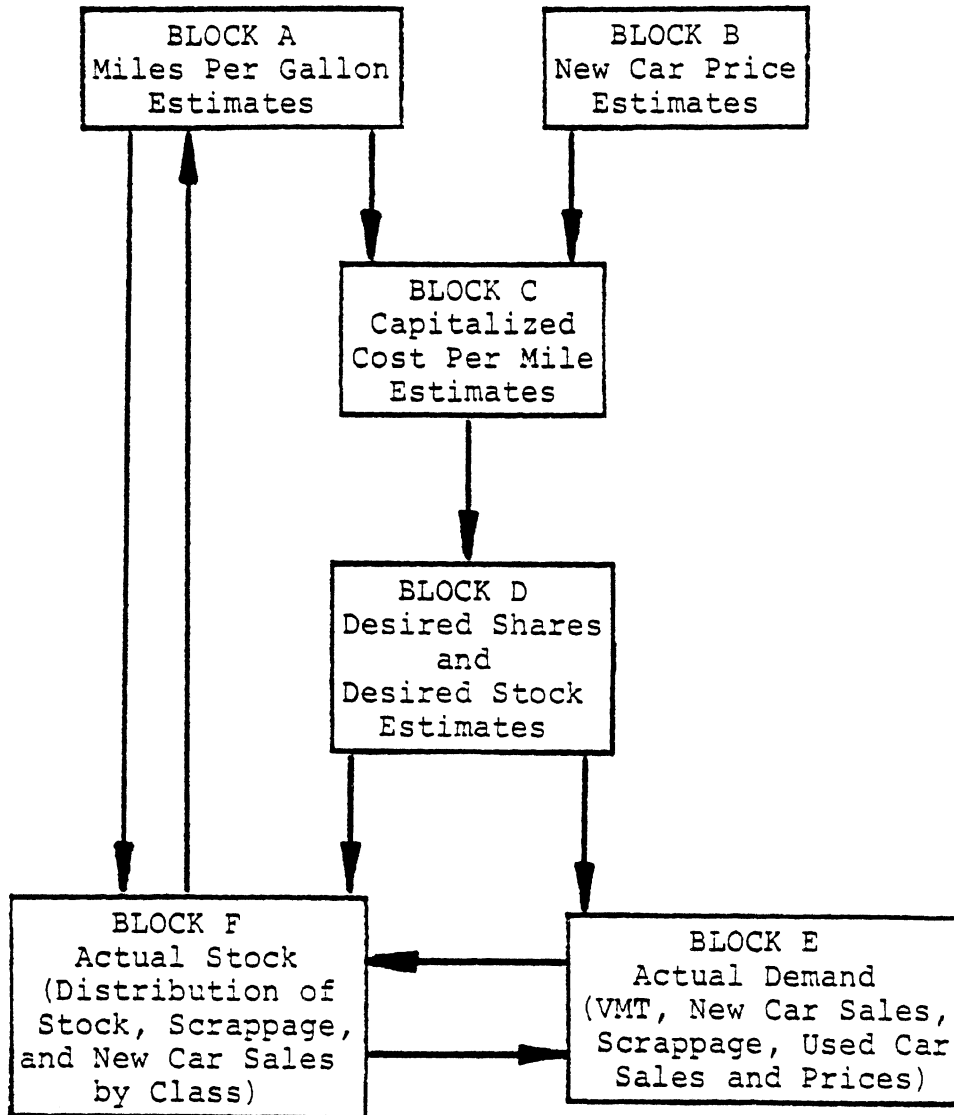 BLOCK A
Miles Per Gallon
Estimates
BLOCK B
New Car Price
Estimates
BLOCK C
Capitalized
Cost Per Mile
Estimates
BLOCK D
Desired Shares
and
Desired Stock
Estimates
BLOCK F
Actual Stock
(Distribution of
Stock, Scrappage,
and New Car Sales
by Class)
BLOCK E
Actual Demand
(VMT, New Car Sales,
Scrappage, Used Car
Sales and Prices)